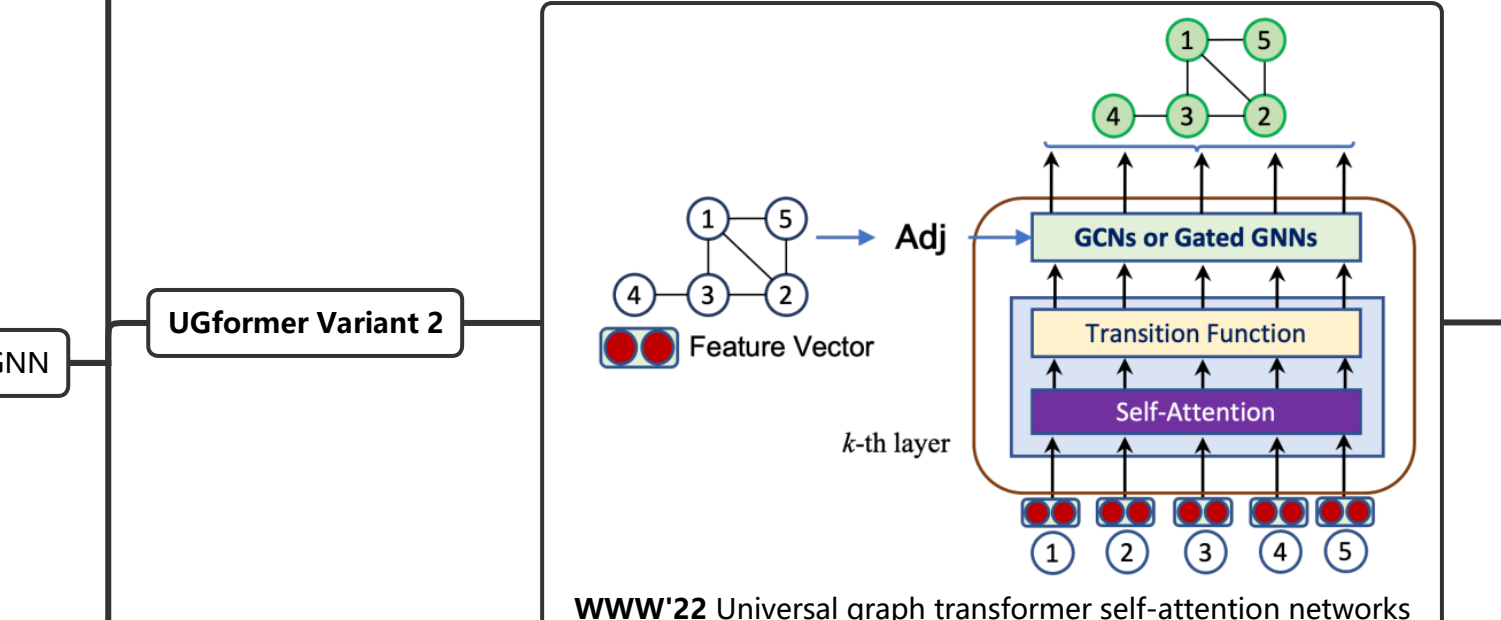 1 5
4 3 2
1 5
Adj
GCNs or Gated GNNs
4 3 2
UGformer Variant 2
Transition Function
Feature Vector
GNN
Self-Attention
k-th layer
1 2 3 4 5
WWW'22 Universal graph transformer self-attention networks